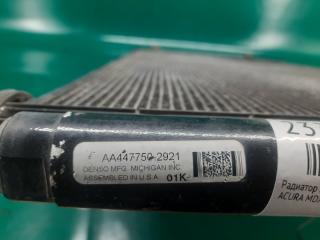 AA447750-2921
DENSO MFG. MICHIGAN INC
ASSEMBLED IN U.S.A.
01K-
23
Радиатор
ACURA MD